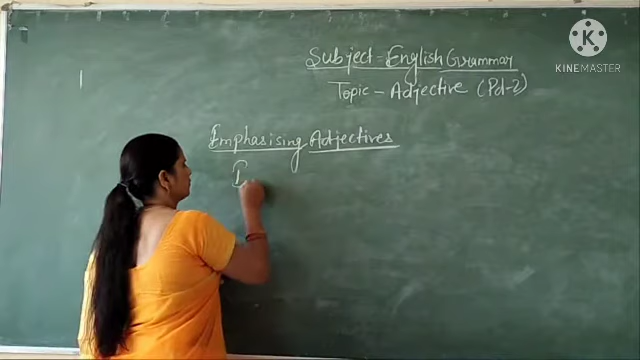 Subject - English Grammar
Topic - Adjective (Pd-2)
Emphasising Adjectives
I
KINEMASTER